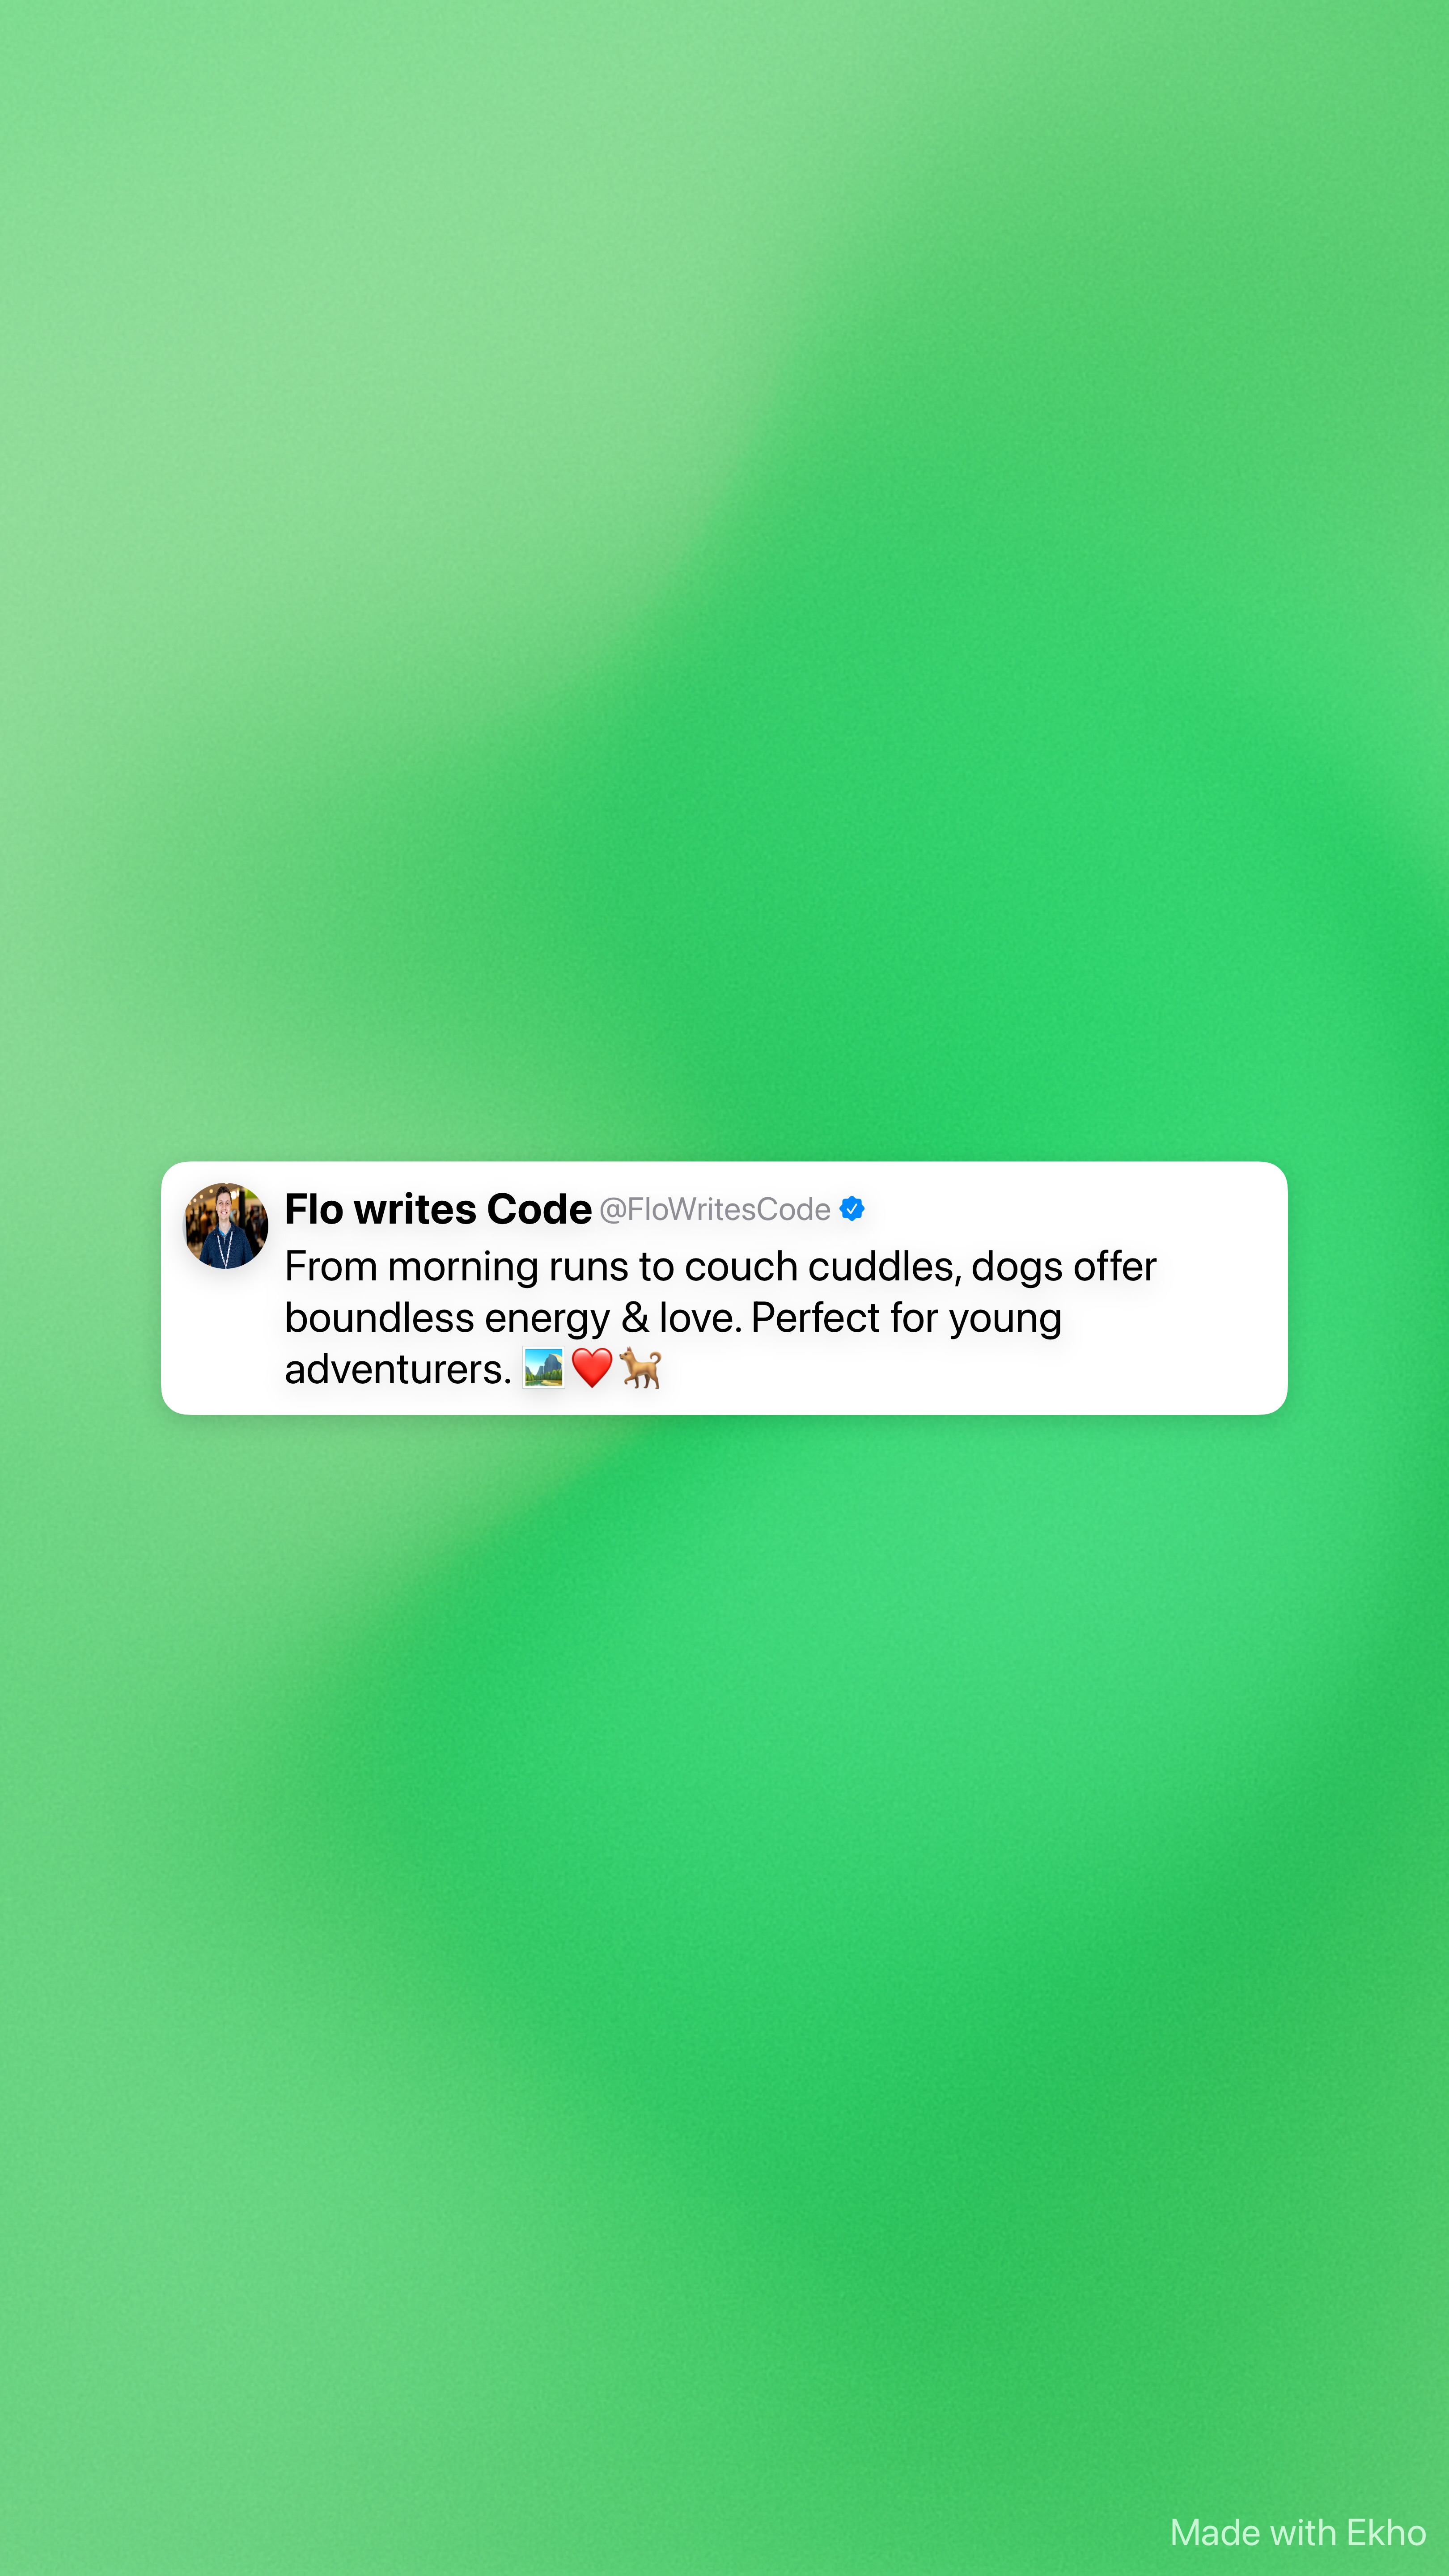 Flo writes Code @FloWritesCode
From morning runs to couch cuddles, dogs offer
boundless energy & love. Perfect for young
adventurers. 🏞️❤️🐕
Made with Ekho